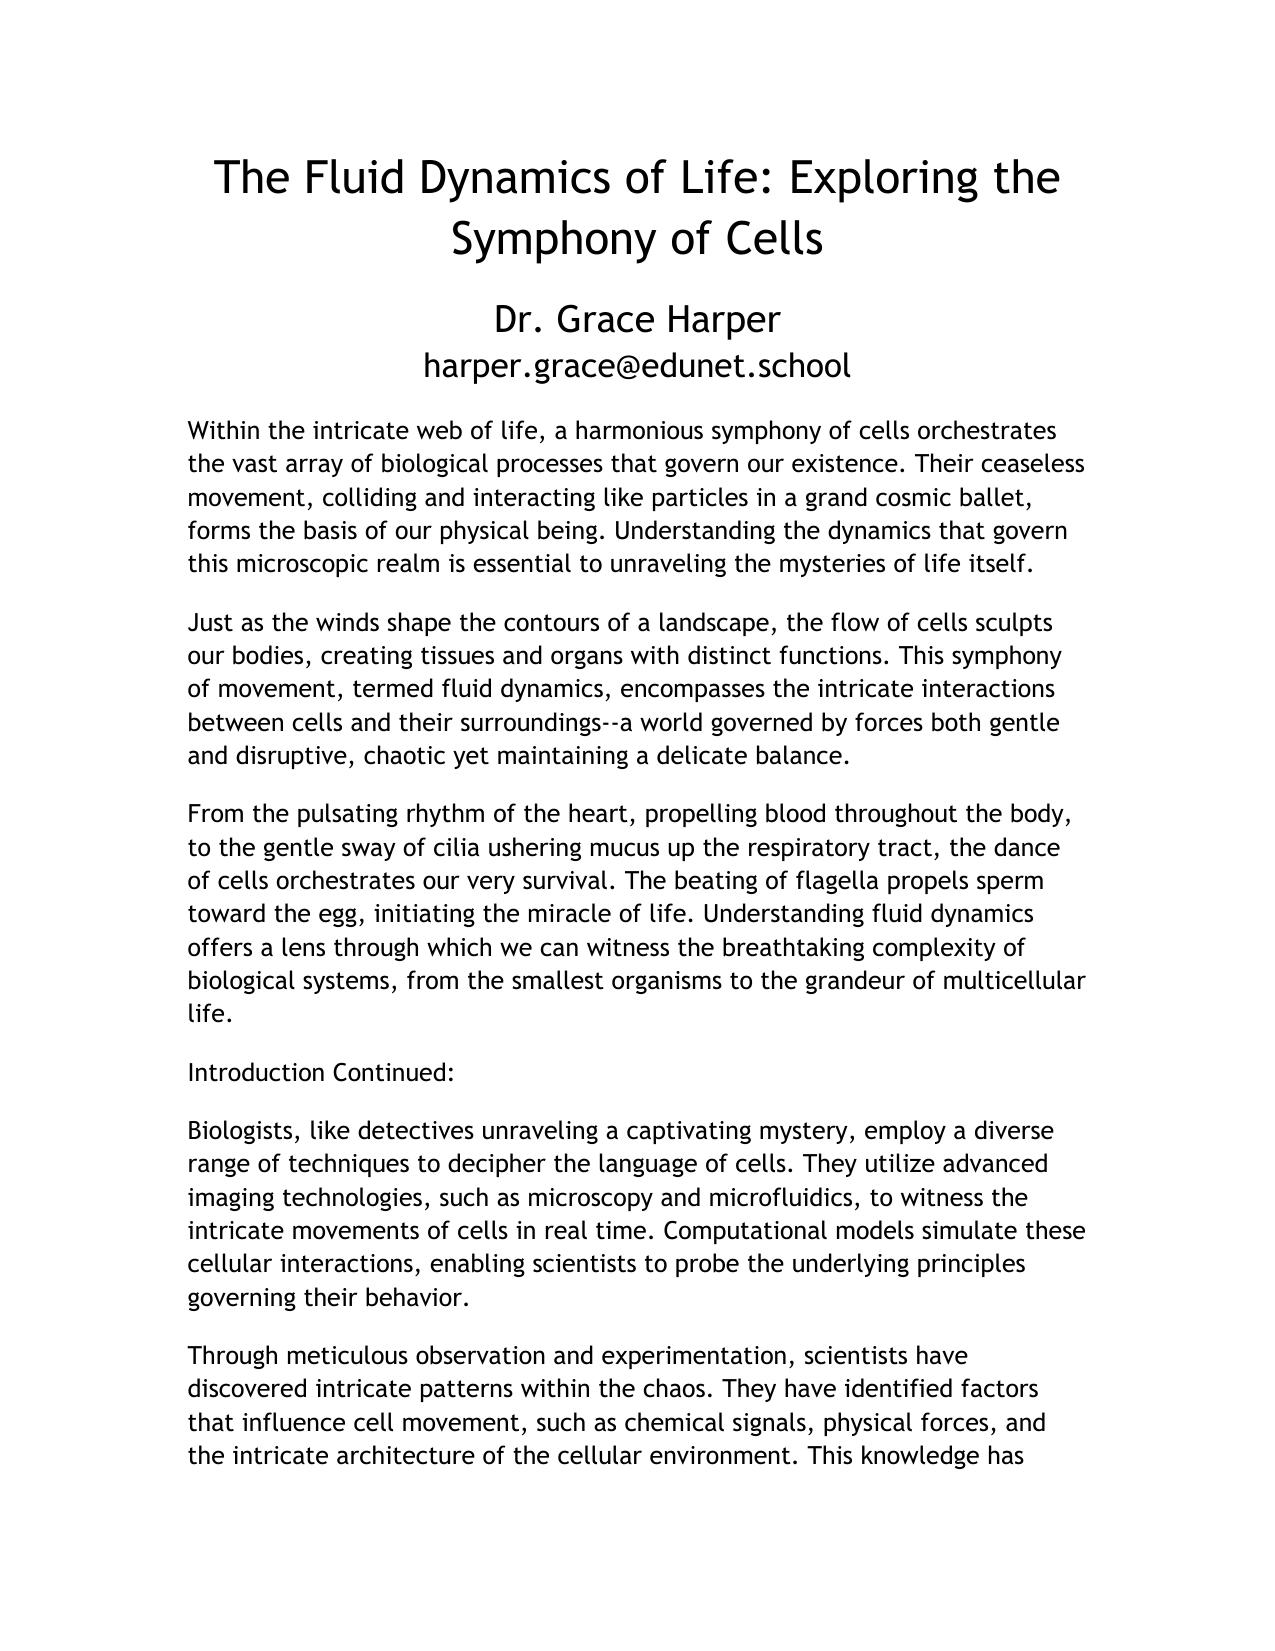 The Fluid Dynamics of Life: Exploring the
Symphony of Cells
Dr. Grace Harper
harper.grace@edunet.school
Within the intricate web of life, a harmonious symphony of cells orchestrates
the vast array of biological processes that govern our existence. Their ceaseless
movement, colliding and interacting like particles in a grand cosmic ballet,
forms the basis of our physical being. Understanding the dynamics that govern
this microscopic realm is essential to unraveling the mysteries of life itself.
Just as the winds shape the contours of a landscape, the flow of cells sculpts
our bodies, creating tissues and organs with distinct functions. This symphony
of movement, termed fluid dynamics, encompasses the intricate interactions
between cells and their surroundings--a world governed by forces both gentle
and disruptive, chaotic yet maintaining a delicate balance.
From the pulsating rhythm of the heart, propelling blood throughout the body,
to the gentle sway of cilia ushering mucus up the respiratory tract, the dance
of cells orchestrates our very survival. The beating of flagella propels sperm
toward the egg, initiating the miracle of life. Understanding fluid dynamics
offers a lens through which we can witness the breathtaking complexity of
biological systems, from the smallest organisms to the grandeur of multicellular
life.
Introduction Continued:
Biologists, like detectives unraveling a captivating mystery, employ a diverse
range of techniques to decipher the language of cells. They utilize advanced
imaging technologies, such as microscopy and microfluidics, to witness the
intricate movements of cells in real time. Computational models simulate these
cellular interactions, enabling scientists to probe the underlying principles
governing their behavior.
Through meticulous observation and experimentation, scientists have
discovered intricate patterns within the chaos. They have identified factors
that influence cell movement, such as chemical signals, physical forces, and
the intricate architecture of the cellular environment. This knowledge has